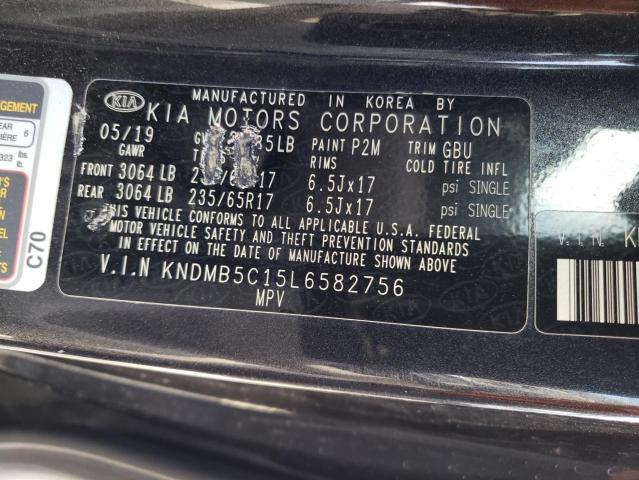 MANUFACTURED IN KOREA BY
KIA KIA MOTORS CORPORATION
05/19 PAINT P2M TRIM GBU
GAWR RIMS COLD TIRE INFL
FRONT 3064 LB 6.5Jx17 psi SINGLE
REAR 3064 LB 235/65R17 6.5Jx17 psi SINGLE
THIS VEHICLE CONFORMS TO ALL APPLICABLE U.S.A. FEDERAL
MOTOR VEHICLE SAFETY AND THEFT PREVENTION STANDARDS
IN EFFECT ON THE DATE OF MANUFACTURE SHOWN ABOVE
V.I.N KNDMB5C15L6582756
MPV
C70
6
323 lbs.
V.I.N.